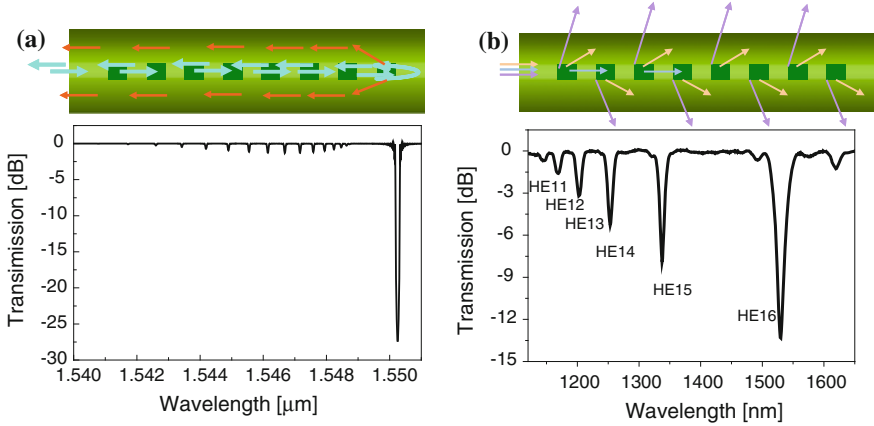 (a)
0
-5
-10
-15
-20
-25
-30
Transimission [dB]
1.540
1.542
1.544
1.546
1.548
1.550
Wavelength [μm]
(b)
0
-3
-6
-9
-12
-15
Transmission [dB]
HE11
HE12
HE13
HE14
HE15
HE16
1200
1300
1400
1500
1600
Wavelength [nm]